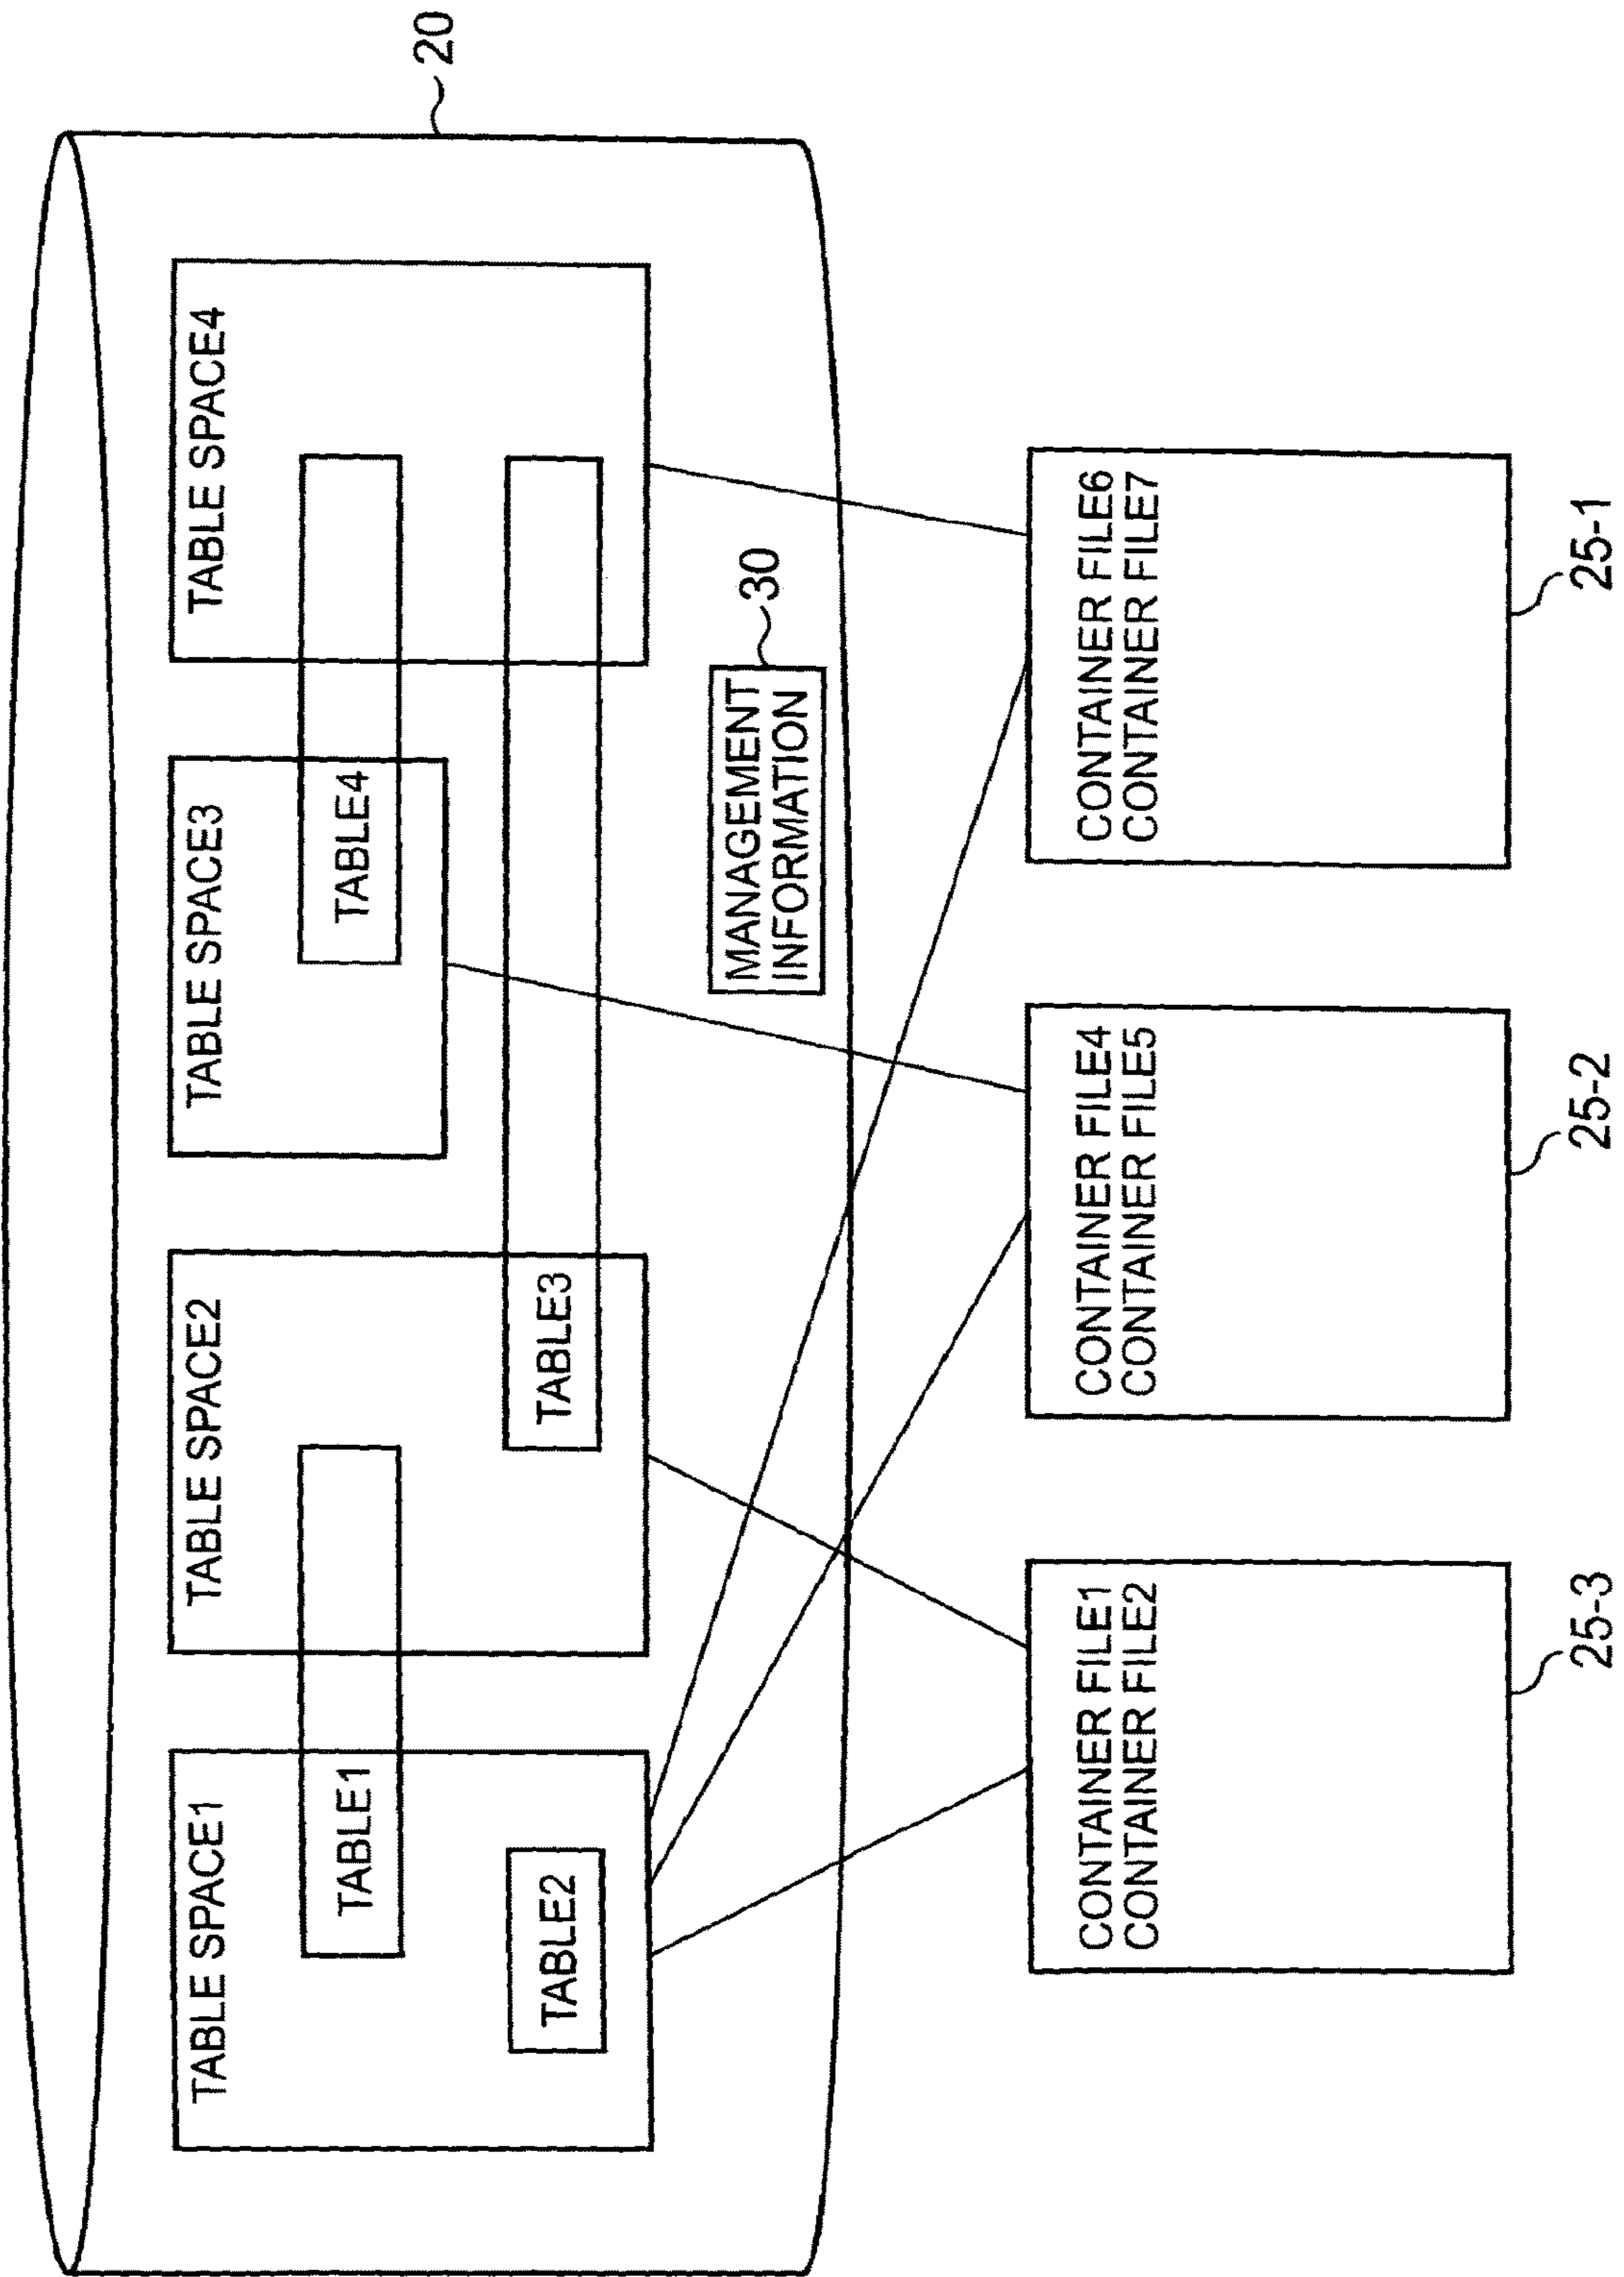 20
TABLE SPACE1
TABLE SPACE2
TABLE SPACE3
TABLE SPACE4
TABLE1
TABLE4
TABLE2
TABLE3
MANAGEMENT
INFORMATION
30
CONTAINER FILE1
CONTAINER FILE2
CONTAINER FILE4
CONTAINER FILE5
CONTAINER FILE6
CONTAINER FILE7
25-3
25-2
25-1